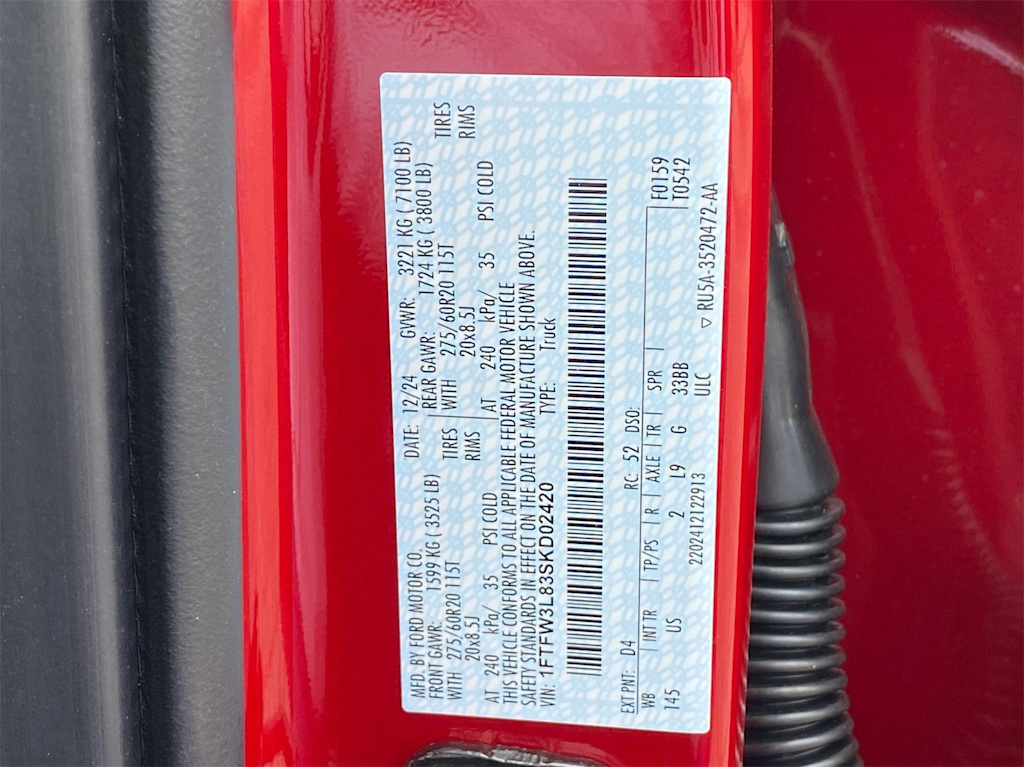 MFD. BY FORD MOTOR CO. DATE: 12/24 GVWR: 3221 KG ( 7100 LB)
FRONT GAWR: 1599 KG ( 3525 LB) REAR GAWR: 1724 KG ( 3800 LB)
WITH 275/60R20 115T TIRES WITH 275/60R20 115T TIRES
20x8.5J RIMS 20x8.5J RIMS
AT 240 kPa/ 35 PSI COLD AT 240 kPa/ 35 PSI COLD
THIS VEHICLE CONFORMS TO ALL APPLICABLE FEDERAL MOTOR VEHICLE
SAFETY STANDARDS IN EFFECT ON THE DATE OF MANUFACTURE SHOWN ABOVE.
VIN: 1FTFW3L83SKD02420 TYPE: Truck
EXT PNT: D4 RC: 52 DSO: F0159
WB INT TR TP/PS R AXLE TR SPR T0542
145 US 2 L9 G 33BB
2202412122913 ULC
▽ RU5A-3520472-AA